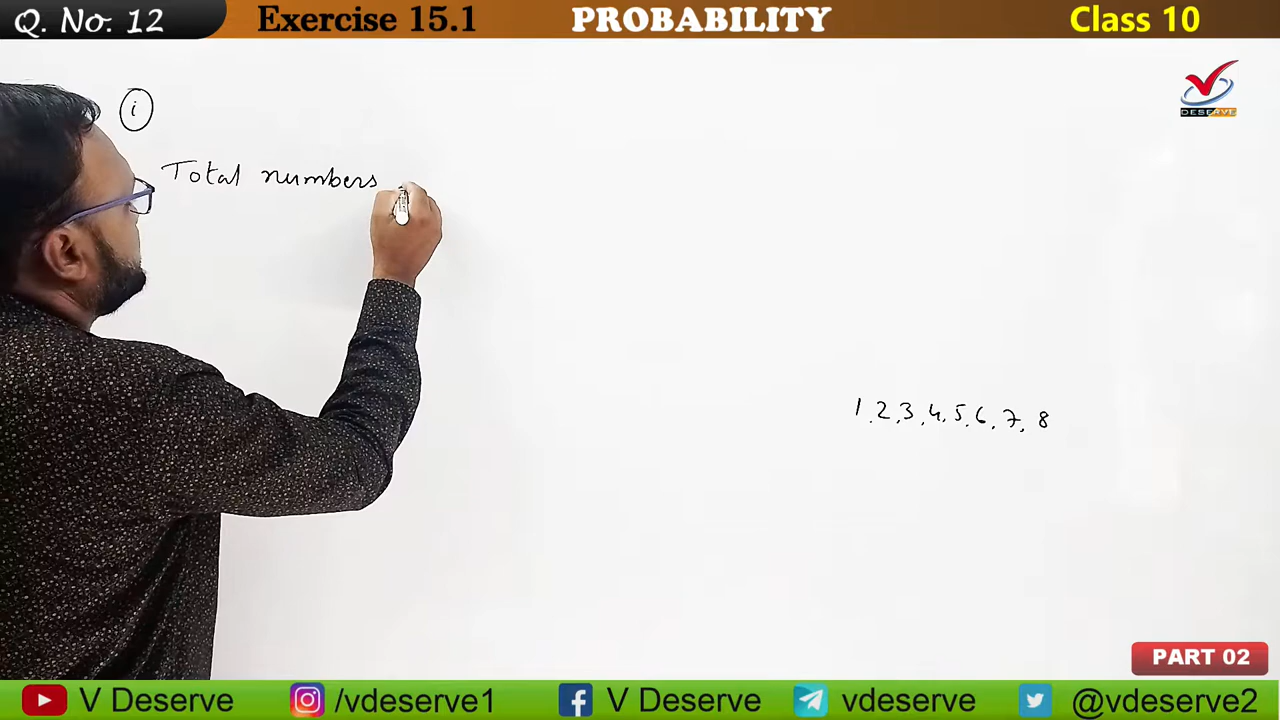 Q. No. 12
Exercise 15.1
PROBABILITY
Class 10
DESERVE
i
Total numbers
1, 2, 3, 4, 5, 6, 7, 8
PART 02
V Deserve
/vdeserve1
V Deserve
vdeserve
@vdeserve2